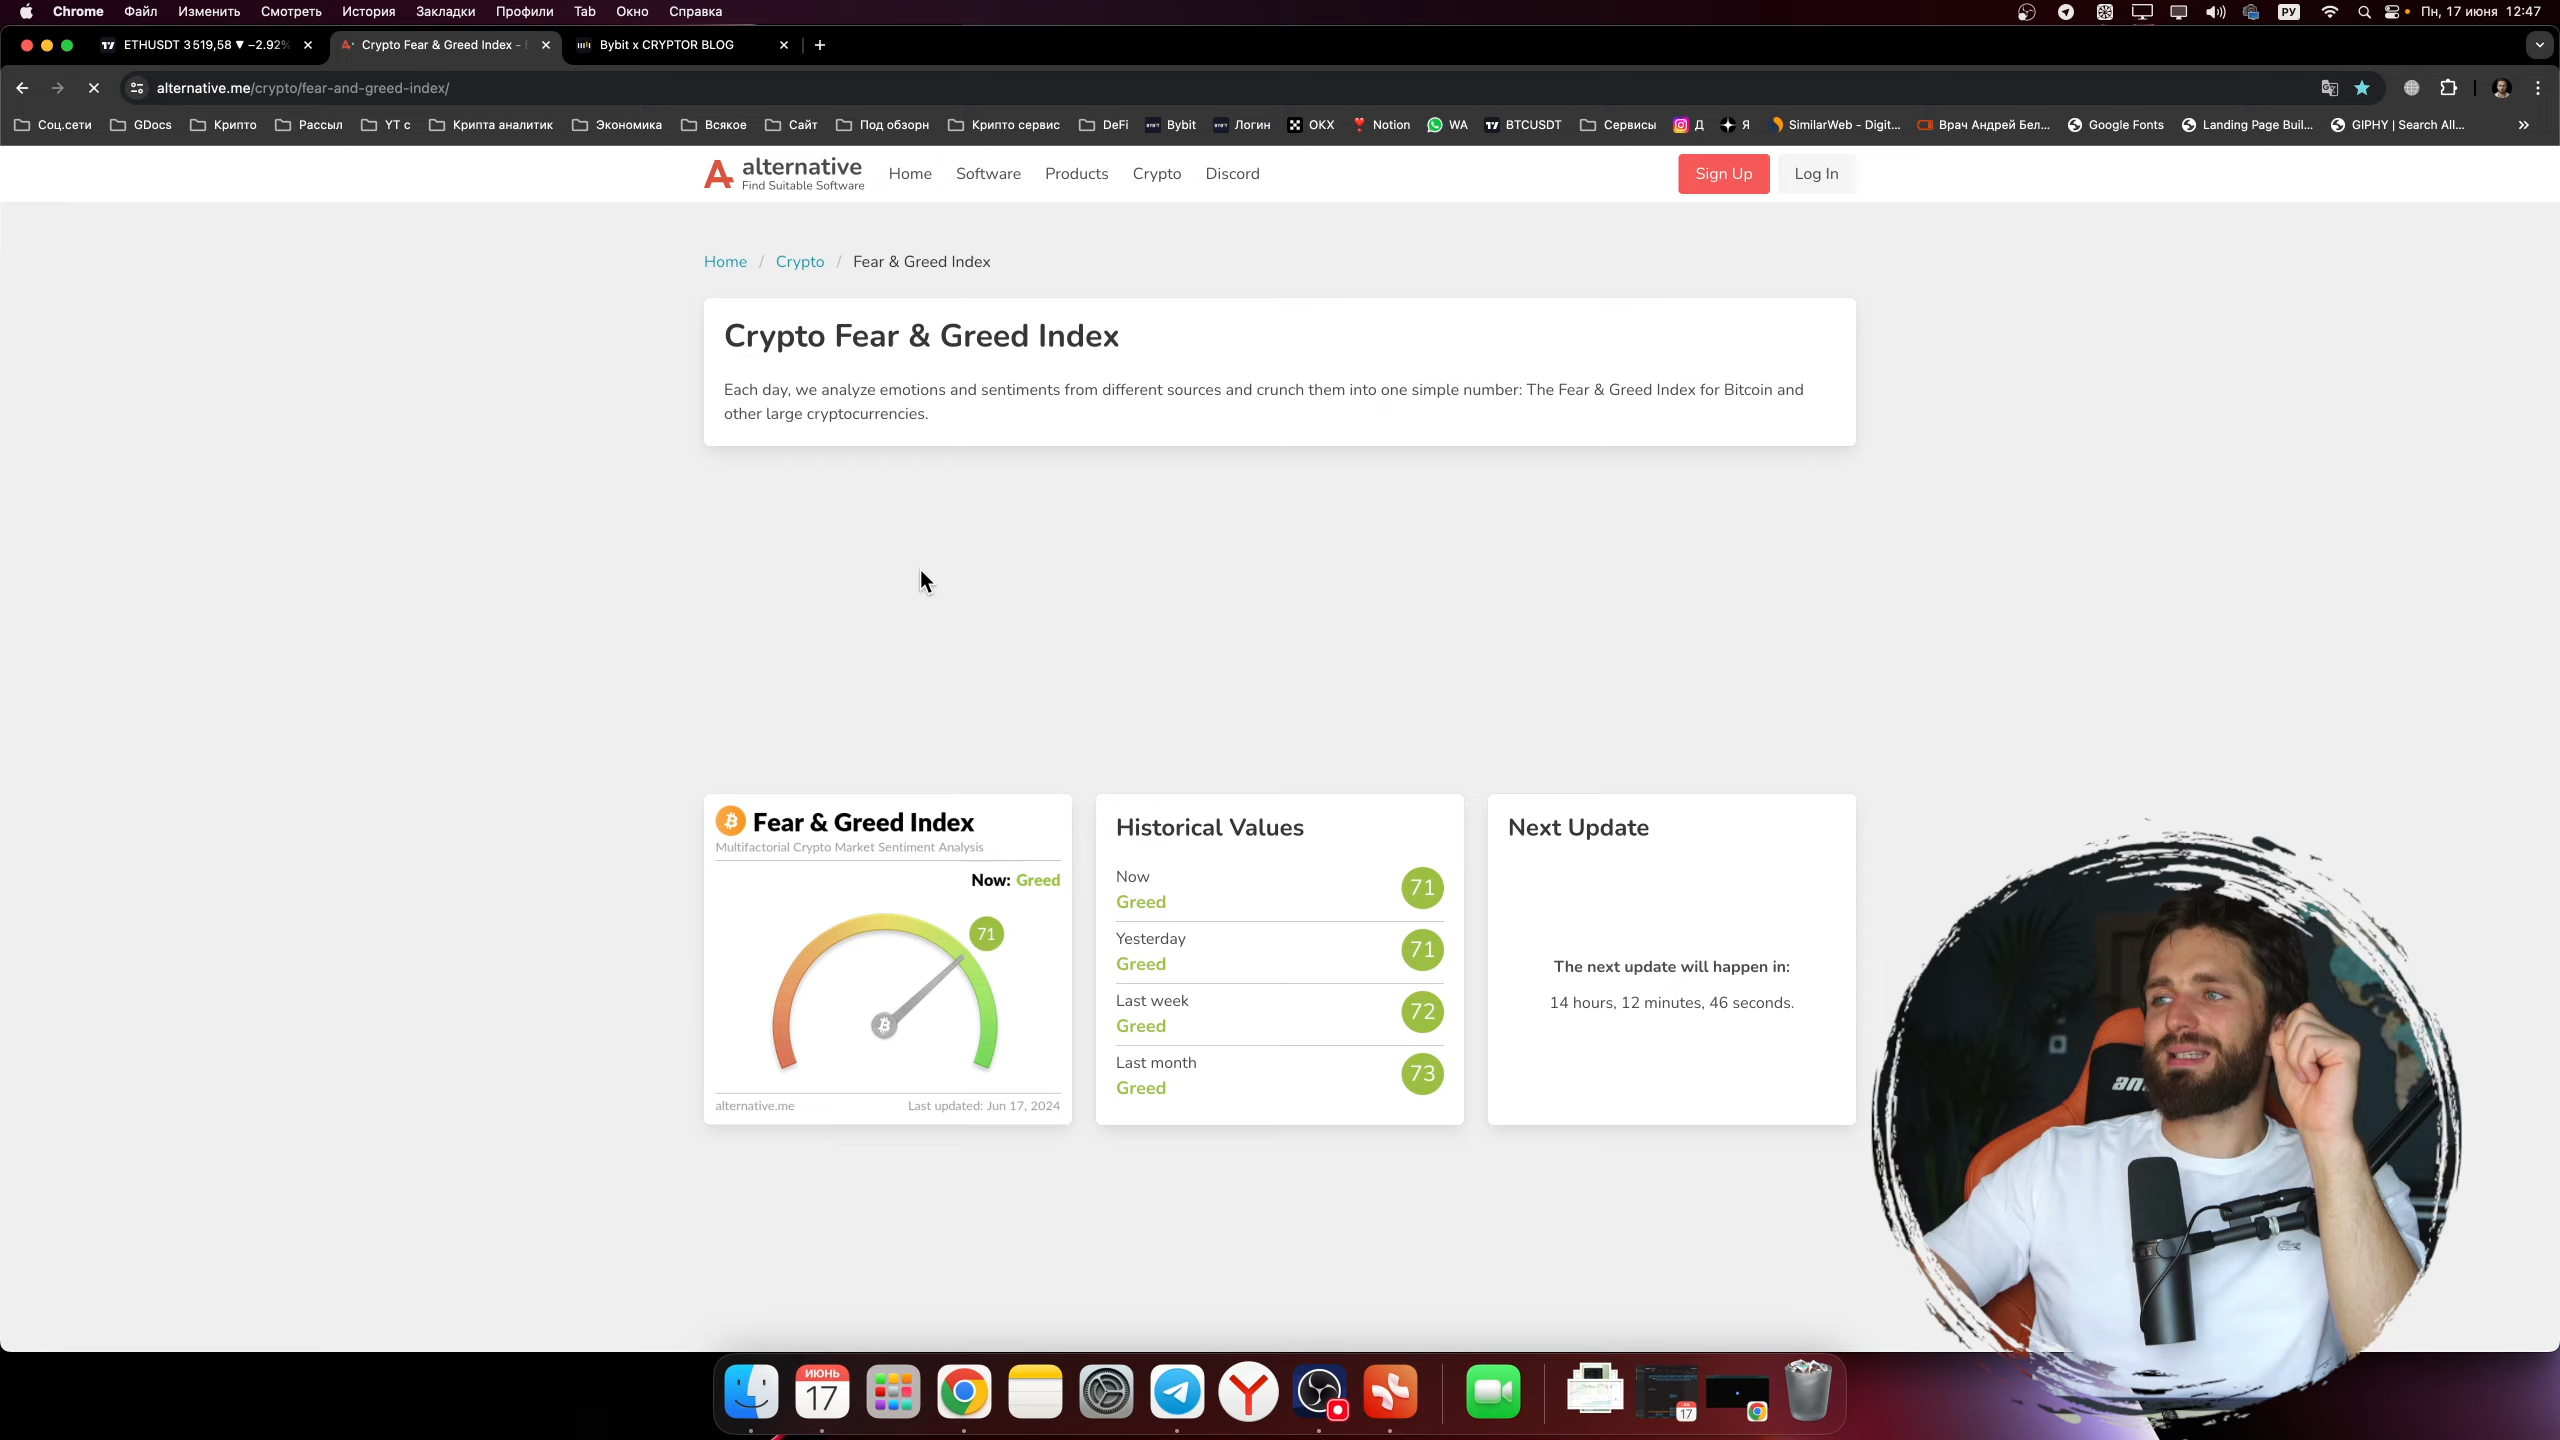 Chrome Файл Изменить Смотреть История Закладки Профили Tab Окно Справка РУ Пн, 17 июня 12:47
ETHUSDT 3 519,58 ▼ −2.92% Crypto Fear & Greed Index - Bybit x CRYPTOR BLOG
alternative.me/crypto/fear-and-greed-index/
Соц.сети GDocs Крипто Рассыл YT с Крипта аналитик Экономика Всякое Сайт Под обзорн Крипто сервис DeFi Bybit Логин OKX Notion WA BTCUSDT Сервисы Д Я SimilarWeb - Digit... Врач Андрей Бел... Google Fonts Landing Page Buil... GIPHY | Search All...
alternative
Find Suitable Software
Home Software Products Crypto Discord Sign Up Log In
Home / Crypto / Fear & Greed Index
Crypto Fear & Greed Index
Each day, we analyze emotions and sentiments from different sources and crunch them into one simple number: The Fear & Greed Index for Bitcoin and
other large cryptocurrencies.
Fear & Greed Index
Multifactorial Crypto Market Sentiment Analysis
Now: Greed
71
alternative.me Last updated: Jun 17, 2024
Historical Values
Now
Greed 71
Yesterday
Greed 71
Last week
Greed 72
Last month
Greed 73
Next Update
The next update will happen in:
14 hours, 12 minutes, 46 seconds.
ИЮНЬ
17
17